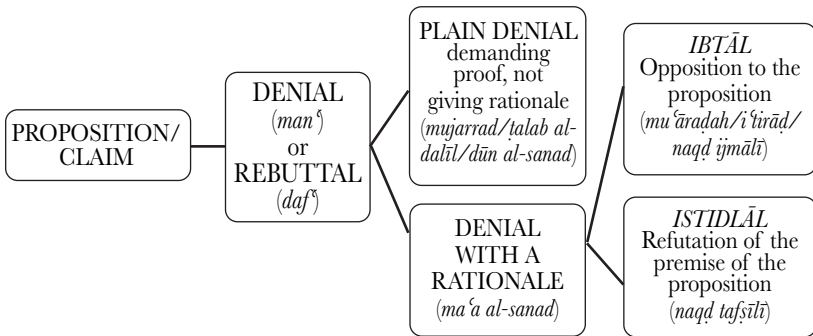 PROPOSITION/
CLAIM
DENIAL
(manʿ)
or
REBUTTAL
(dafʿ)
PLAIN DENIAL
demanding
proof, not
giving rationale
(mujarrad/ṭalab al-
dalīl/dūn al-sanad)
DENIAL
WITH A
RATIONALE
(maʿa al-sanad)
IBṬĀL
Opposition to the
proposition
(muʿāraḍah/iʿtirāḍ/
naqḍ ijmālī)
ISTIDLĀL
Refutation of the
premise of the
proposition
(naqḍ tafṣīlī)